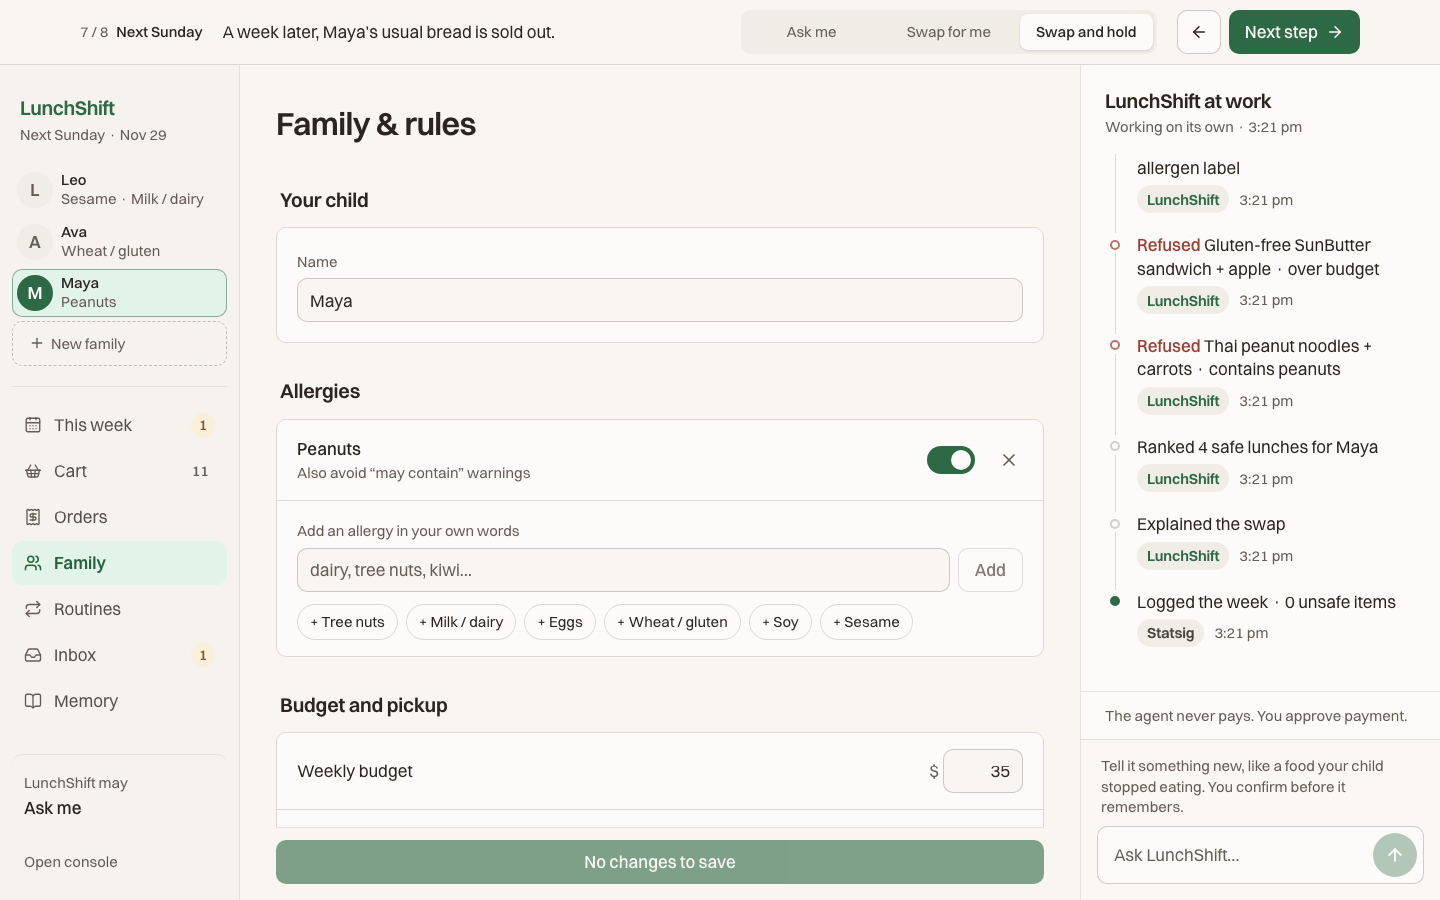 7 / 8 Next Sunday A week later, Maya's usual bread is sold out.
Ask me
Swap for me
Swap and hold
Next step
LunchShift
Next Sunday · Nov 29
L
Leo
Sesame · Milk / dairy
A
Ava
Wheat / gluten
M
Maya
Peanuts
+ New family
This week 1
Cart 11
Orders
Family
Routines
Inbox 1
Memory
LunchShift may
Ask me
Open console
Family & rules
Your child
Name
Maya
Allergies
Peanuts
Also avoid “may contain” warnings
Add an allergy in your own words
dairy, tree nuts, kiwi...
Add
+ Tree nuts
+ Milk / dairy
+ Eggs
+ Wheat / gluten
+ Soy
+ Sesame
Budget and pickup
Weekly budget
$ 35
No changes to save
LunchShift at work
Working on its own · 3:21 pm
allergen label
LunchShift 3:21 pm
Refused Gluten-free SunButter
sandwich + apple · over budget
LunchShift 3:21 pm
Refused Thai peanut noodles +
carrots · contains peanuts
LunchShift 3:21 pm
Ranked 4 safe lunches for Maya
LunchShift 3:21 pm
Explained the swap
LunchShift 3:21 pm
Logged the week · 0 unsafe items
Statsig 3:21 pm
The agent never pays. You approve payment.
Tell it something new, like a food your child
stopped eating. You confirm before it
remembers.
Ask LunchShift...